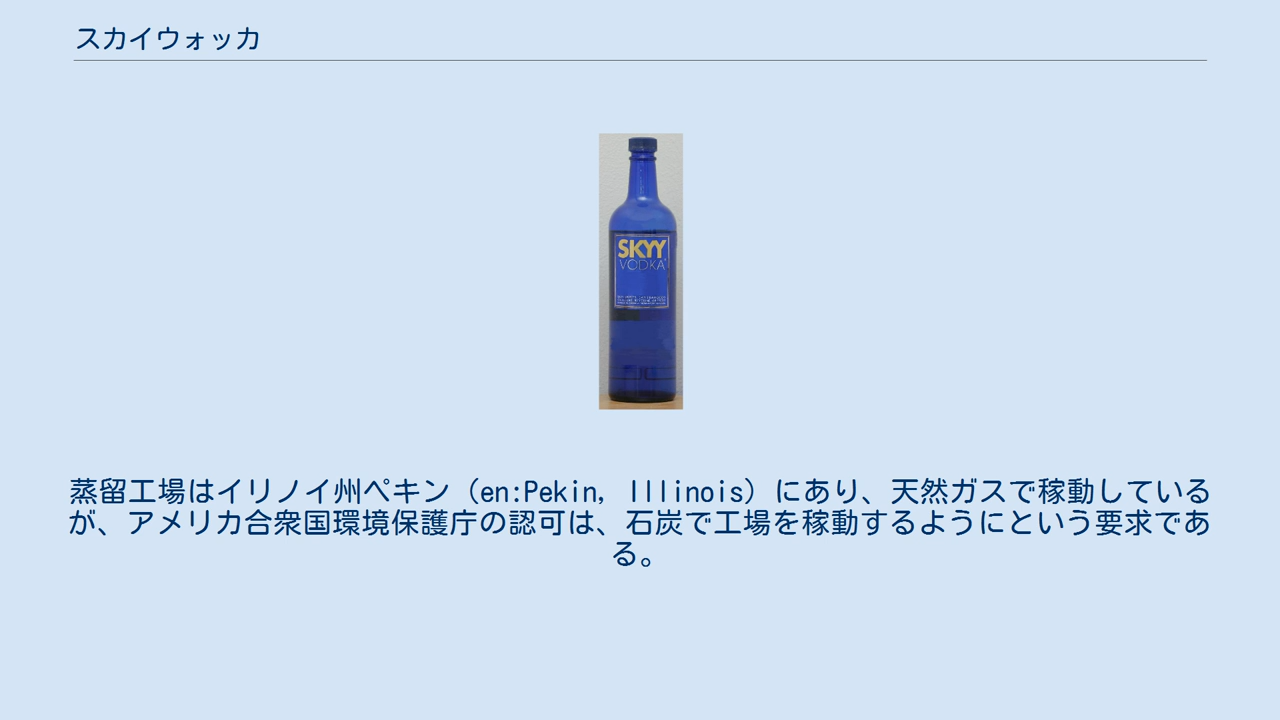 スカイウォッカ
SKYY
VODKA
蒸留工場はイリノイ州ペキン（en:Pekin, Illinois）にあり、天然ガスで稼動している
が、アメリカ合衆国環境保護庁の認可は、石炭で工場を稼動するようにという要求であ
る。